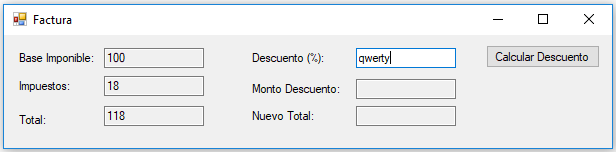 Factura
Base Imponible: 100 Descuento (%): qwerty Calcular Descuento
Impuestos: 18 Monto Descuento:
Total: 118 Nuevo Total: